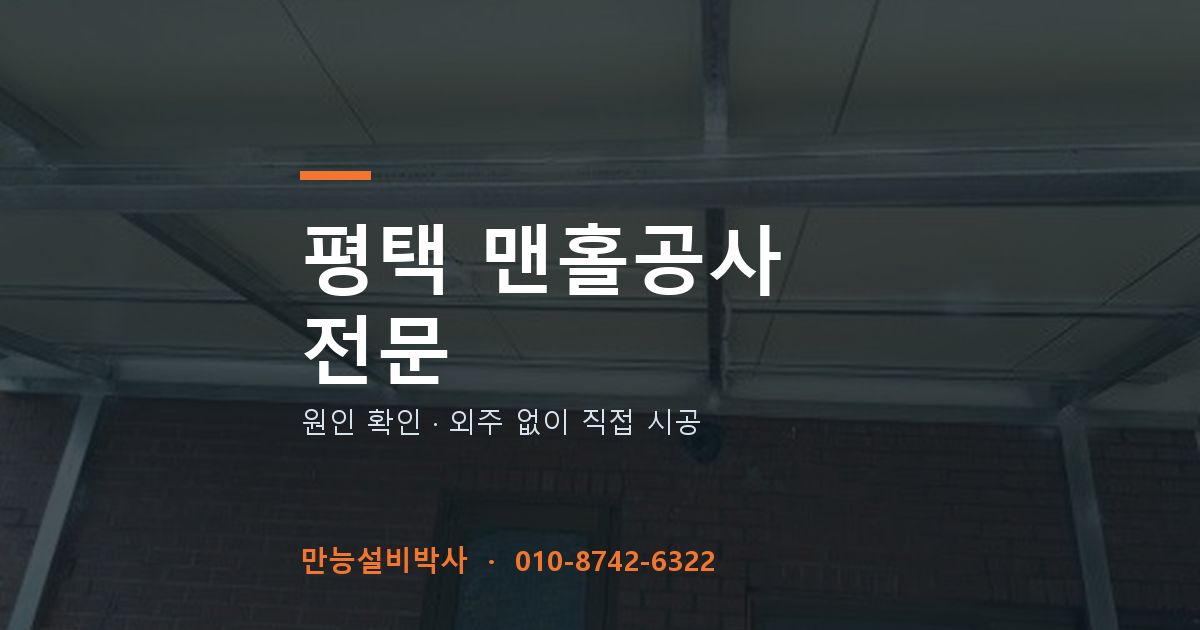 평택 맨홀공사
전문
원인 확인 · 외주 없이 직접 시공
만능설비박사 · 010-8742-6322